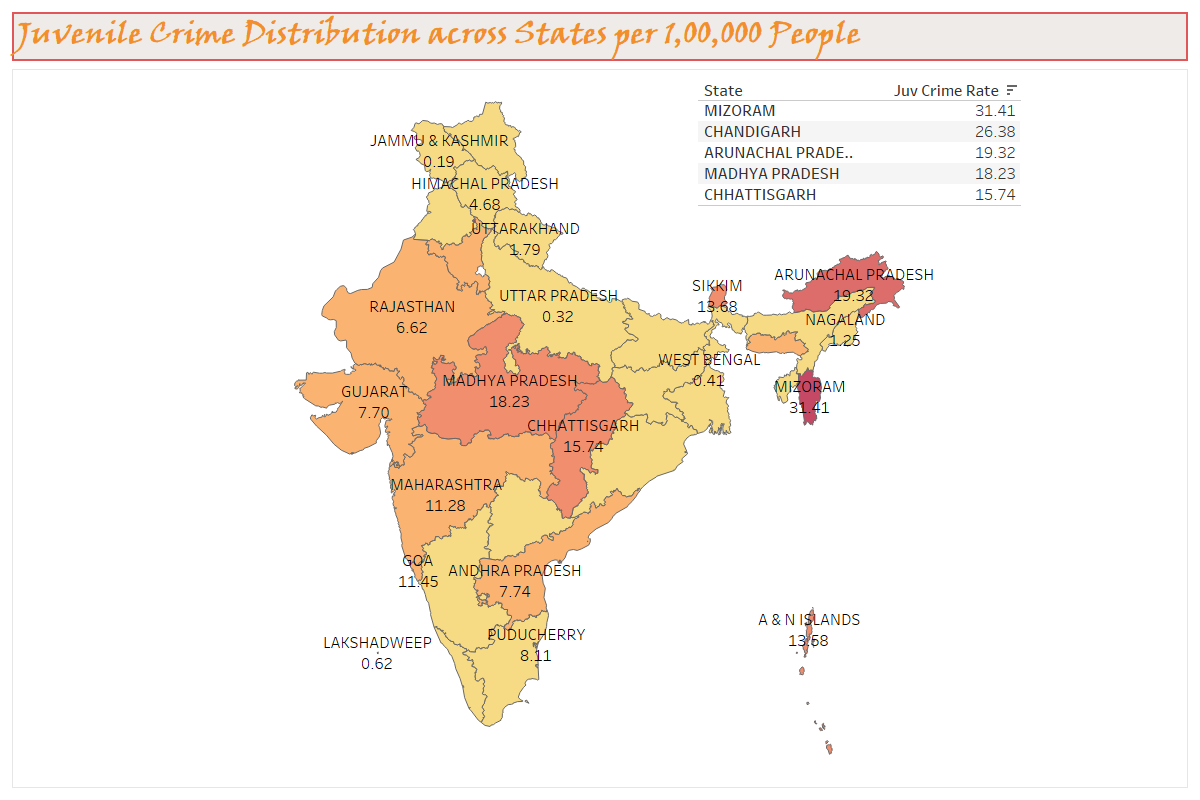 Juvenile Crime Distribution across States per 1,00,000 People
State Juv Crime Rate
MIZORAM 31.41
CHANDIGARH 26.38
ARUNACHAL PRADE.. 19.32
MADHYA PRADESH 18.23
CHHATTISGARH 15.74
JAMMU & KASHMIR
0.19
HIMACHAL PRADESH
4.68
UTTARAKHAND
1.79
ARUNACHAL PRADESH
19.32
SIKKIM
13.68
UTTAR PRADESH
0.32
RAJASTHAN
6.62
NAGALAND
1.25
WEST BENGAL
0.41
MADHYA PRADESH
18.23
MIZORAM
31.41
GUJARAT
7.70
CHHATTISGARH
15.74
MAHARASHTRA
11.28
GOA
11.45
ANDHRA PRADESH
7.74
A & N ISLANDS
13.58
PUDUCHERRY
8.11
LAKSHADWEEP
0.62